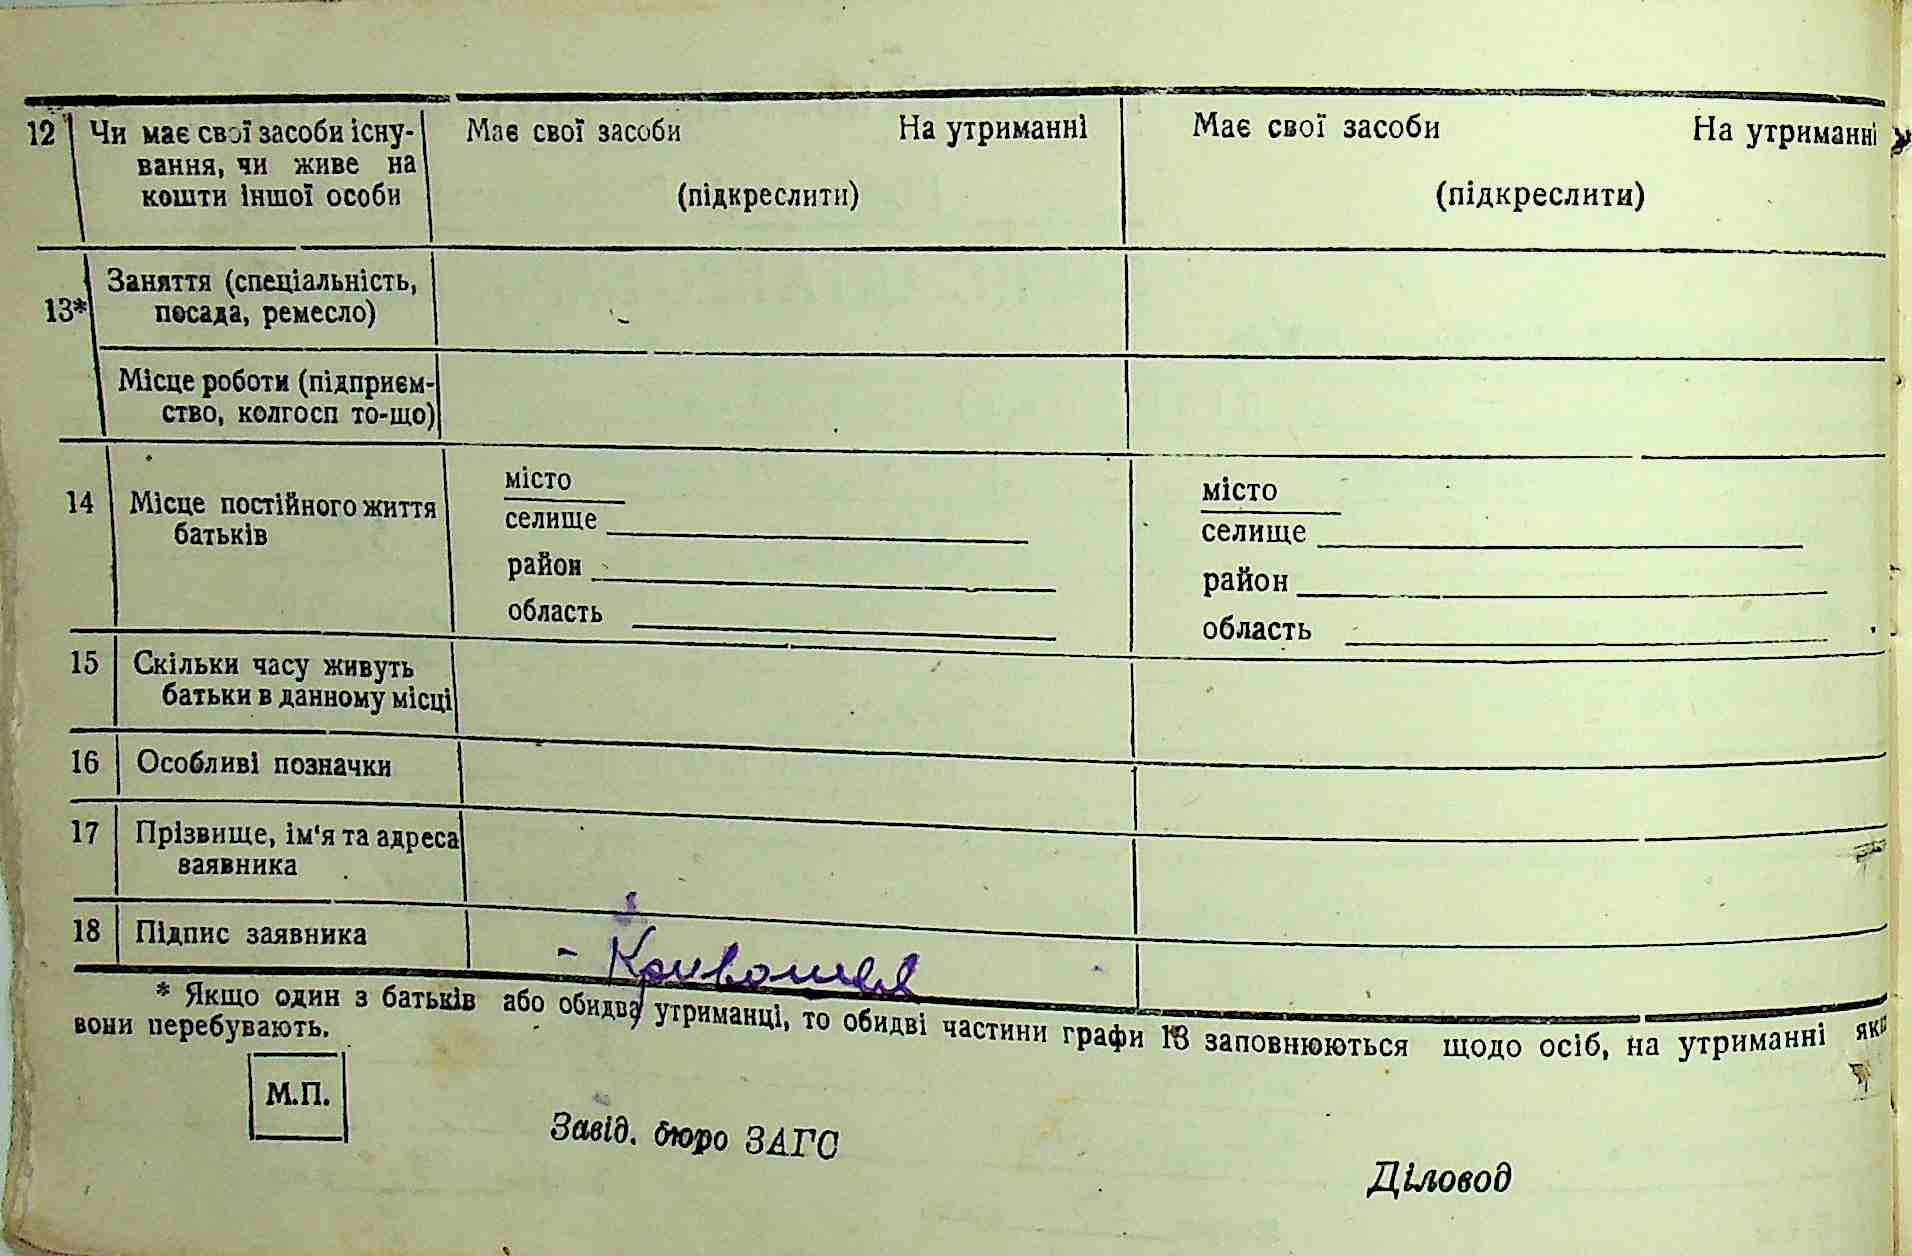 12 Чи має свої засоби існу- Має свої засоби На утриманні Має свої засоби На утриманні
вання, чи живе на
кошти іншої особи (підкреслити) (підкреслити)
13* Заняття (спеціальність,
посада, ремесло)
Місце роботи (підприєм-
ство, колгосп то-що)
14 Місце постійного життя
батьків
місто
селище
район
область
місто
селище
район
область
15 Скільки часу живуть
батьки в данному місці
16 Особливі позначки
17 Прізвище, ім'я та адреса
заявника
18 Підпис заявника
* Якщо один з батьків або обидва утриманці, то обидві частини графи 13 заповнюються щодо осіб, на утриманні яких
вони перебувають.
М.П.
Завід. бюро ЗАГС
Діловод